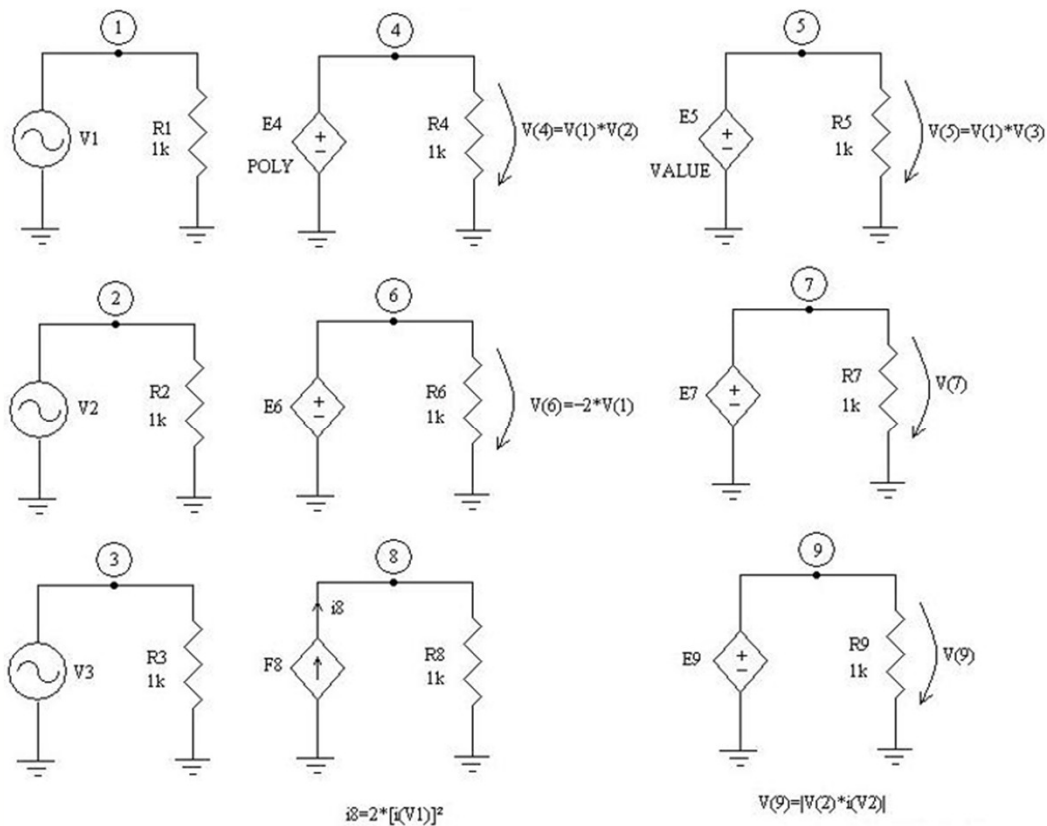 1
V1
R1
1k
4
E4
POLY
R4
1k
V(4)=V(1)*V(2)
5
E5
VALUE
R5
1k
V(5)=V(1)*V(3)
2
V2
R2
1k
6
E6
R6
1k
V(6)=-2*V(1)
7
E7
R7
1k
V(7)
3
V3
R3
1k
8
i8
F8
R8
1k
i8=2*[i(V1)]²
9
E9
R9
1k
V(9)
V(9)=|V(2)*i(V2)|